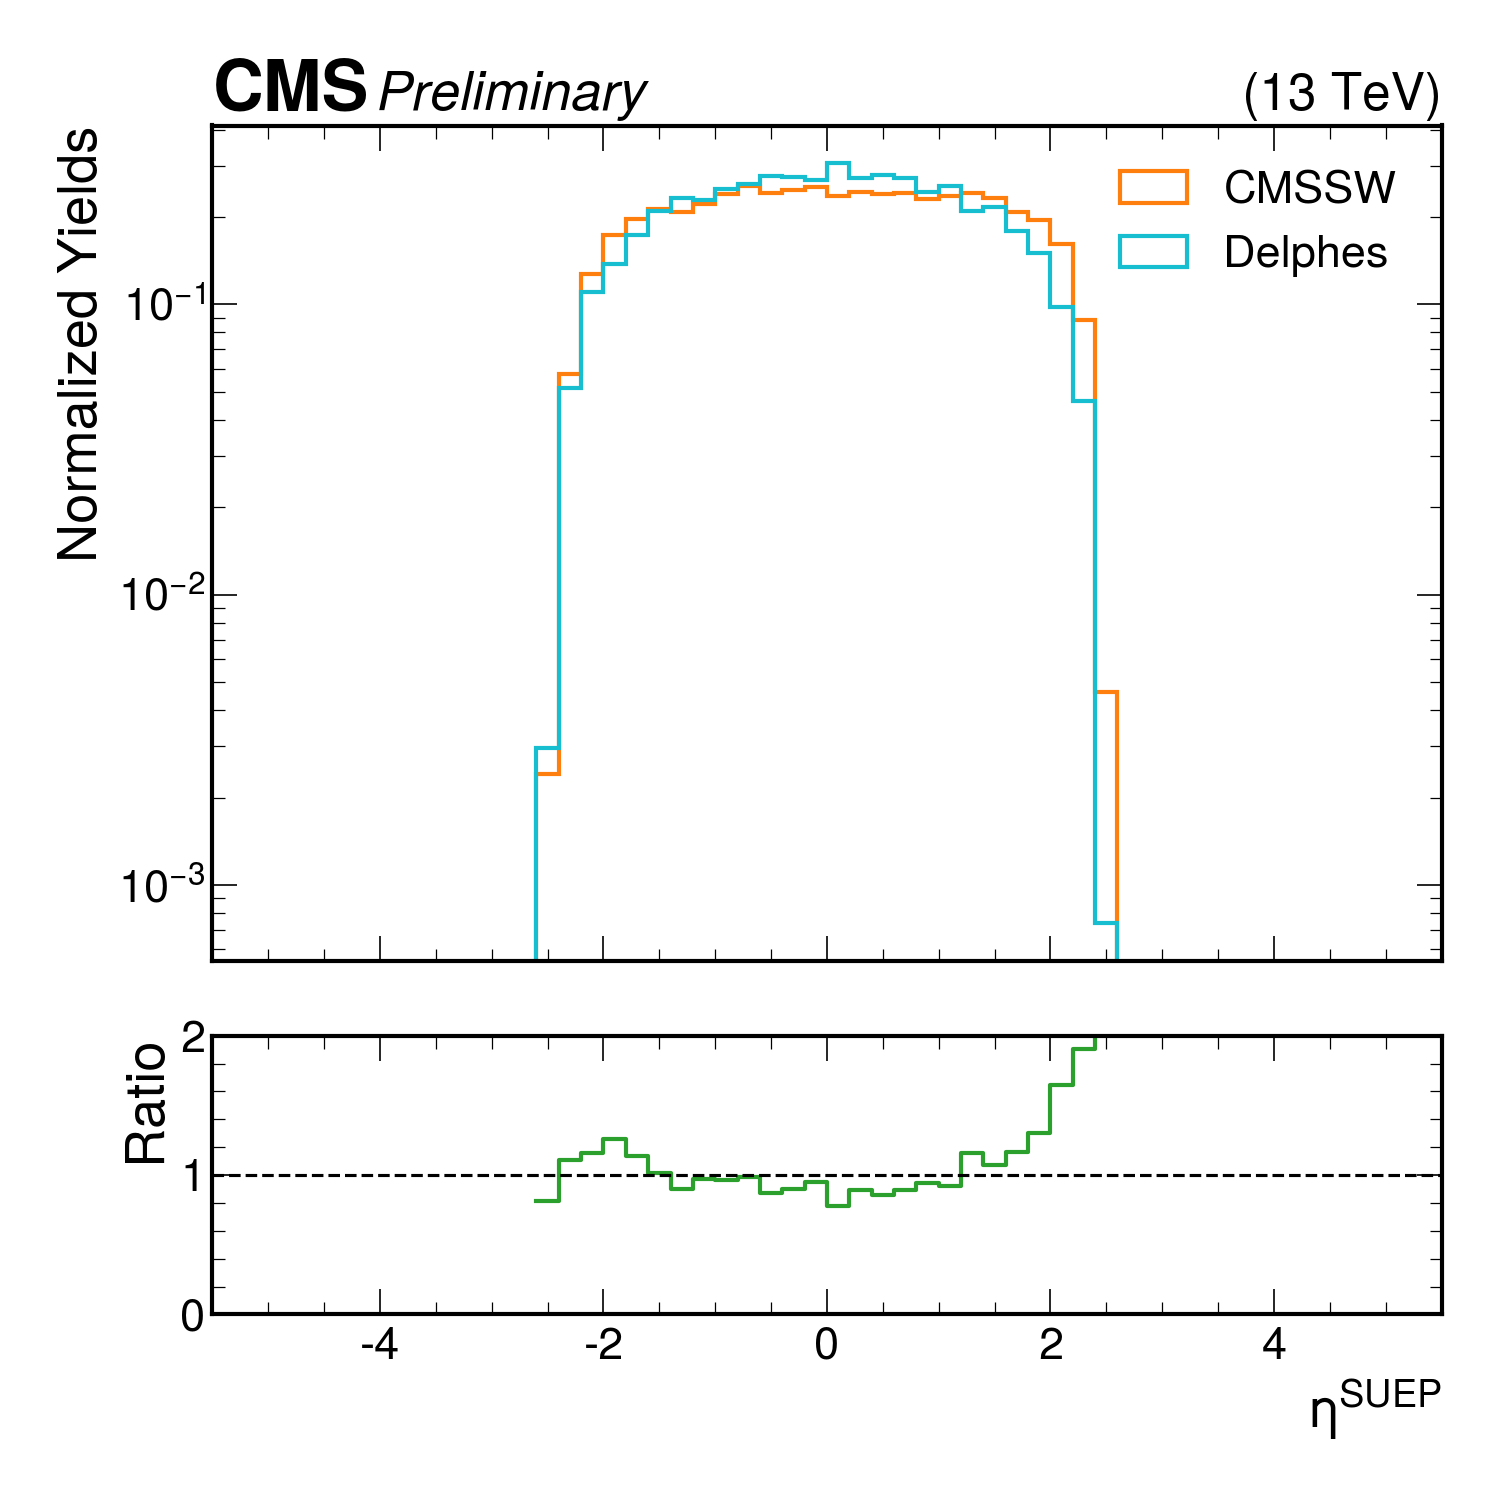 CMS Preliminary (13 TeV)
Normalized Yields
CMSSW
Delphes
10⁻¹
10⁻²
10⁻³
Ratio
2
1
0
-4 -2 0 2 4
η^SUEP